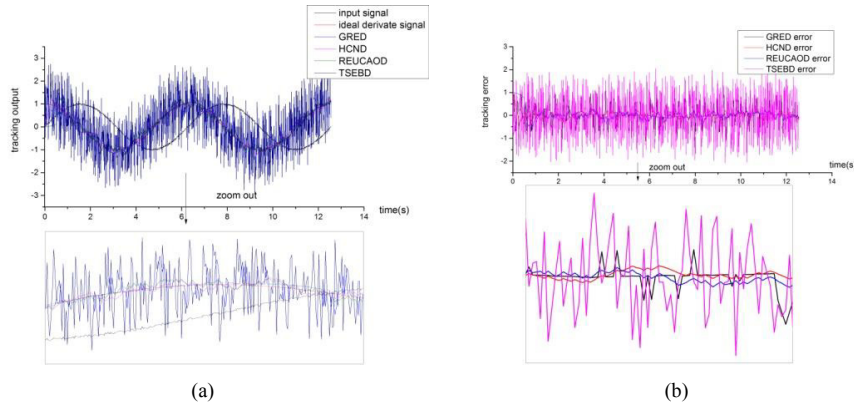 input signal
ideal derivate signal
GRED
HCND
REUCAOD
TSEBD
tracking output
3
2
1
0
-1
-2
-3
0 2 4 6 8 10 12 14
time(s)
zoom out
(a)
GRED error
HCND error
REUCAOD error
TSEBD error
tracking error
3
2
1
0
-1
-2
0 2 4 6 8 10 12 14
time(s)
zoom out
(b)